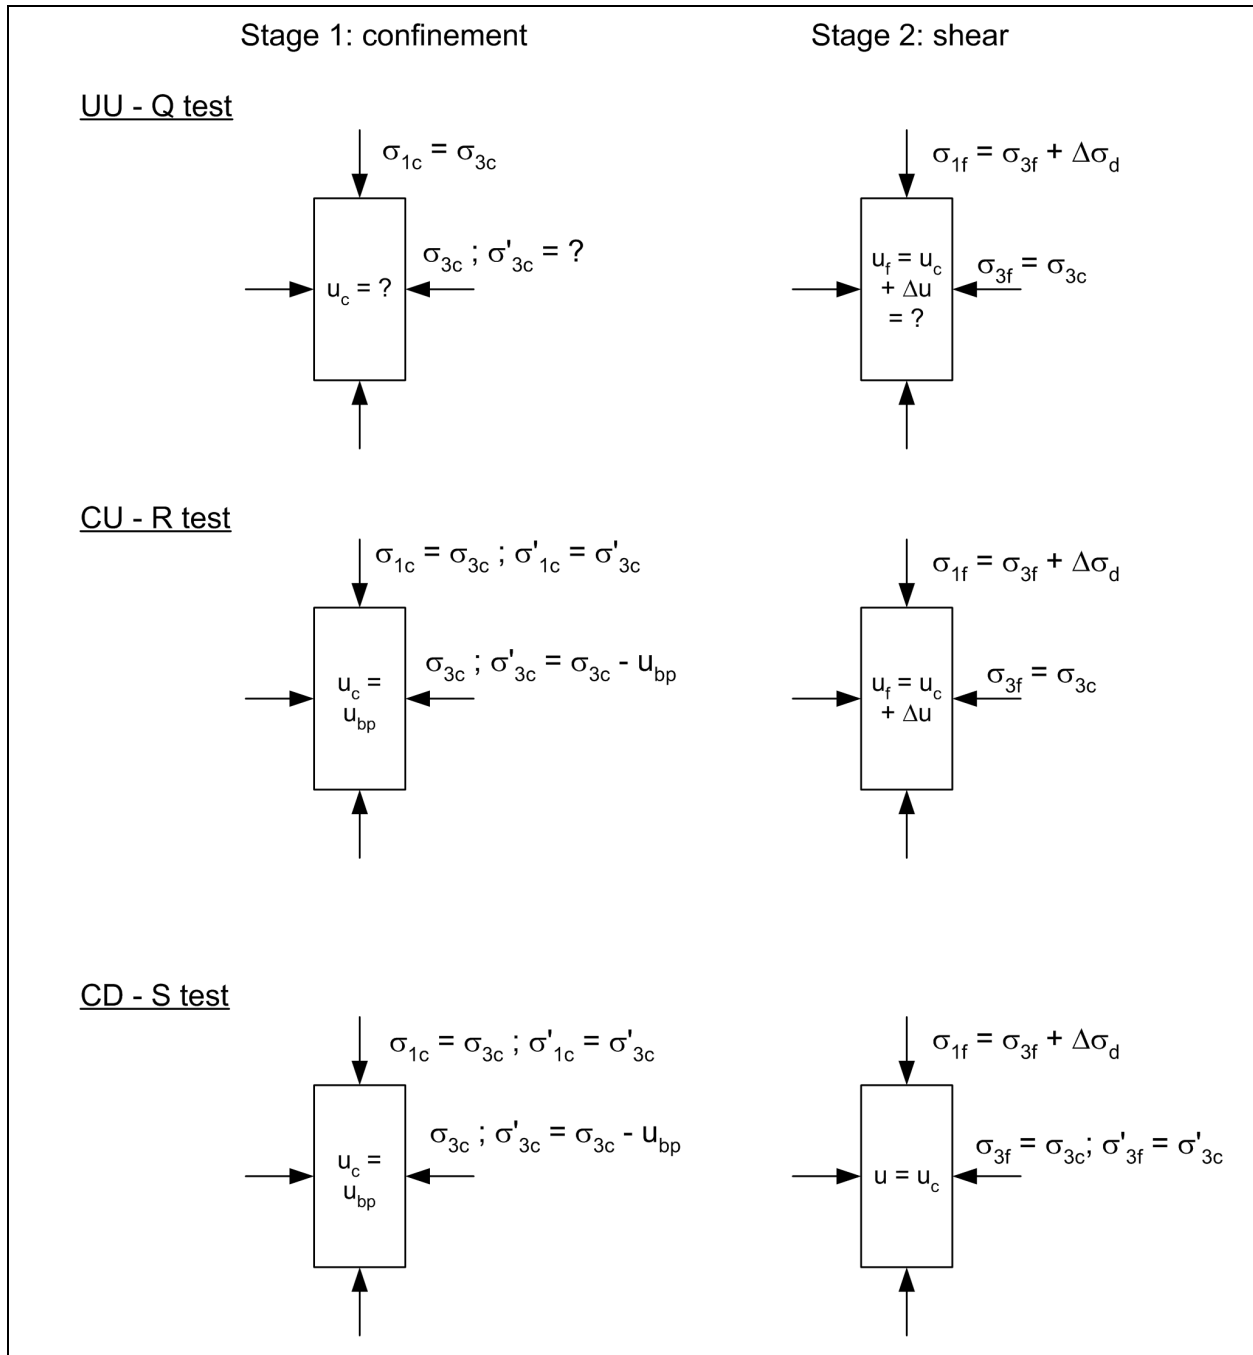 Stage 1: confinement
Stage 2: shear
UU - Q test
σ1c = σ3c
σ3c ; σ'3c = ?
uc = ?
σ1f = σ3f + Δσd
uf = uc
+ Δu
= ?
σ3f = σ3c
CU - R test
σ1c = σ3c ; σ'1c = σ'3c
σ3c ; σ'3c = σ3c - ubp
uc =
ubp
σ1f = σ3f + Δσd
uf = uc
+ Δu
σ3f = σ3c
CD - S test
σ1c = σ3c ; σ'1c = σ'3c
σ3c ; σ'3c = σ3c - ubp
uc =
ubp
σ1f = σ3f + Δσd
σ3f = σ3c; σ'3f = σ'3c
u = uc